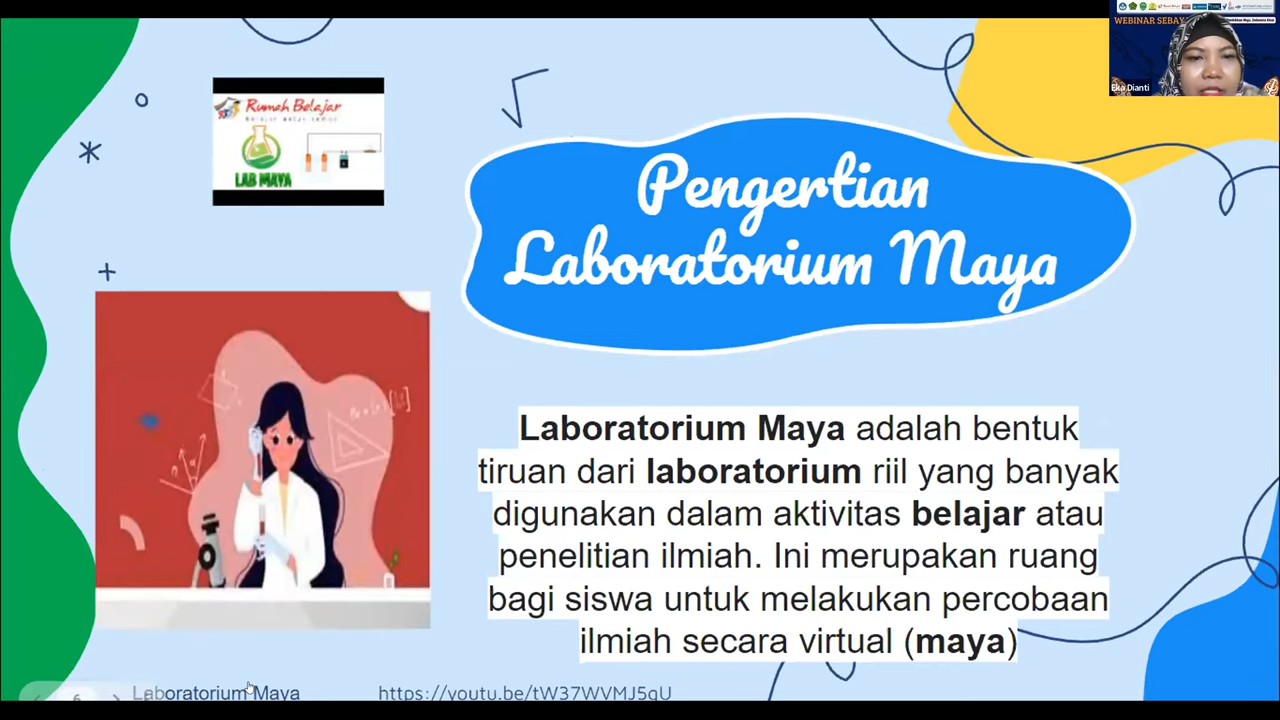 WEBINAR SEBAY
Eka Dianti
Rumah Belajar
LAB MAYA
Pengertian
Laboratorium Maya
Laboratorium Maya adalah bentuk
tiruan dari laboratorium riil yang banyak
digunakan dalam aktivitas belajar atau
penelitian ilmiah. Ini merupakan ruang
bagi siswa untuk melakukan percobaan
ilmiah secara virtual (maya)
6
Laboratorium Maya
https://youtu.be/tW37WVMJ5qU